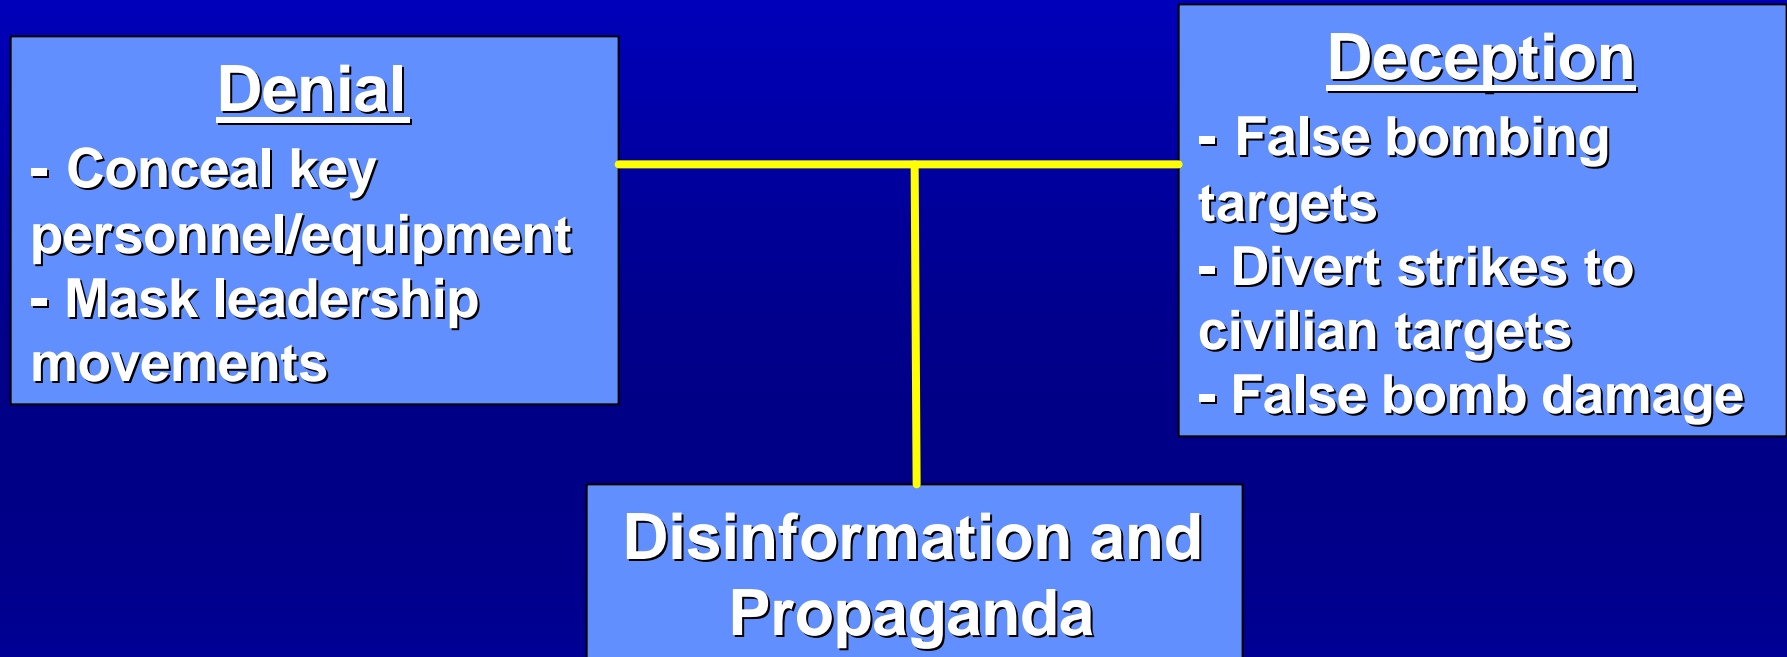 Denial
- Conceal key
personnel/equipment
- Mask leadership
movements
Deception
- False bombing
targets
- Divert strikes to
civilian targets
- False bomb damage
Disinformation and
Propaganda